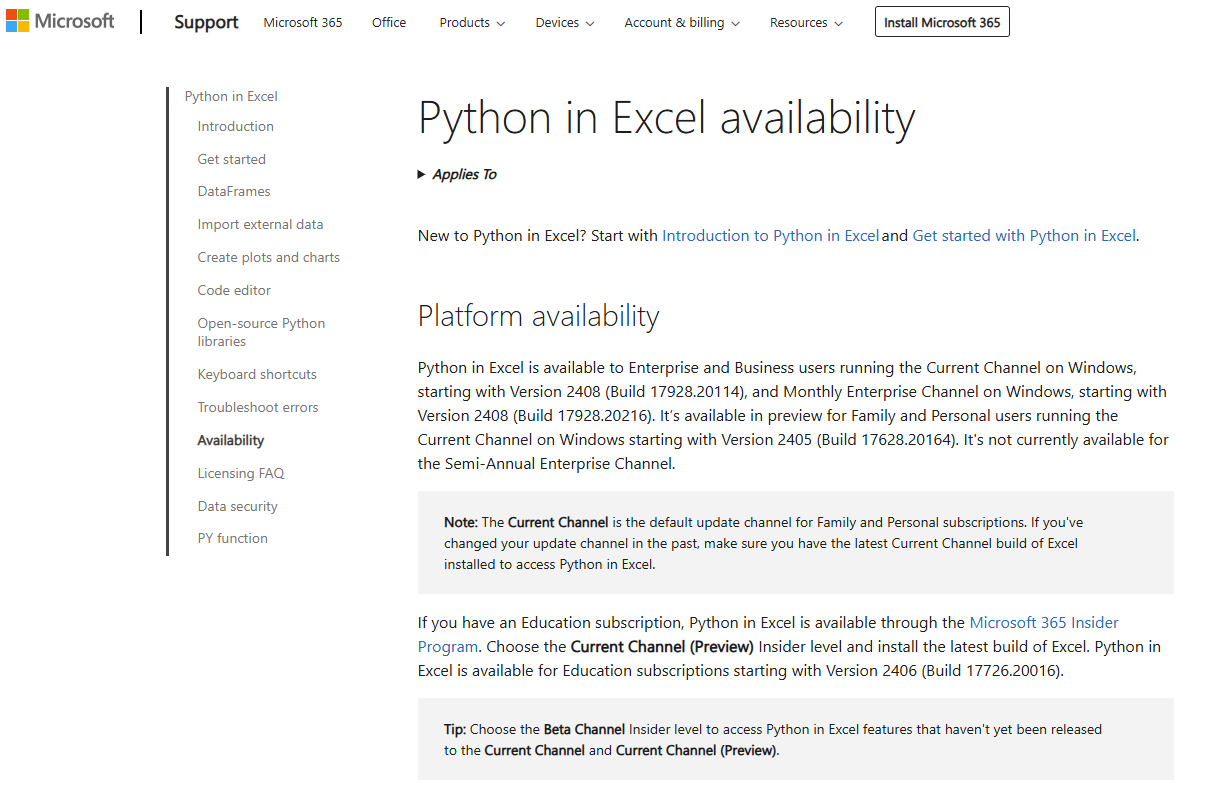 Microsoft
Support
Microsoft 365
Office
Products
Devices
Account & billing
Resources
Install Microsoft 365
Python in Excel
Introduction
Get started
DataFrames
Import external data
Create plots and charts
Code editor
Open-source Python
libraries
Keyboard shortcuts
Troubleshoot errors
Availability
Licensing FAQ
Data security
PY function
Python in Excel availability
Applies To
New to Python in Excel? Start with Introduction to Python in Excel and Get started with Python in Excel.
Platform availability
Python in Excel is available to Enterprise and Business users running the Current Channel on Windows,
starting with Version 2408 (Build 17928.20114), and Monthly Enterprise Channel on Windows, starting with
Version 2408 (Build 17928.20216). It’s available in preview for Family and Personal users running the
Current Channel on Windows starting with Version 2405 (Build 17628.20164). It's not currently available for
the Semi-Annual Enterprise Channel.
Note: The Current Channel is the default update channel for Family and Personal subscriptions. If you've
changed your update channel in the past, make sure you have the latest Current Channel build of Excel
installed to access Python in Excel.
If you have an Education subscription, Python in Excel is available through the Microsoft 365 Insider
Program. Choose the Current Channel (Preview) Insider level and install the latest build of Excel. Python in
Excel is available for Education subscriptions starting with Version 2406 (Build 17726.20016).
Tip: Choose the Beta Channel Insider level to access Python in Excel features that haven't yet been released
to the Current Channel and Current Channel (Preview).